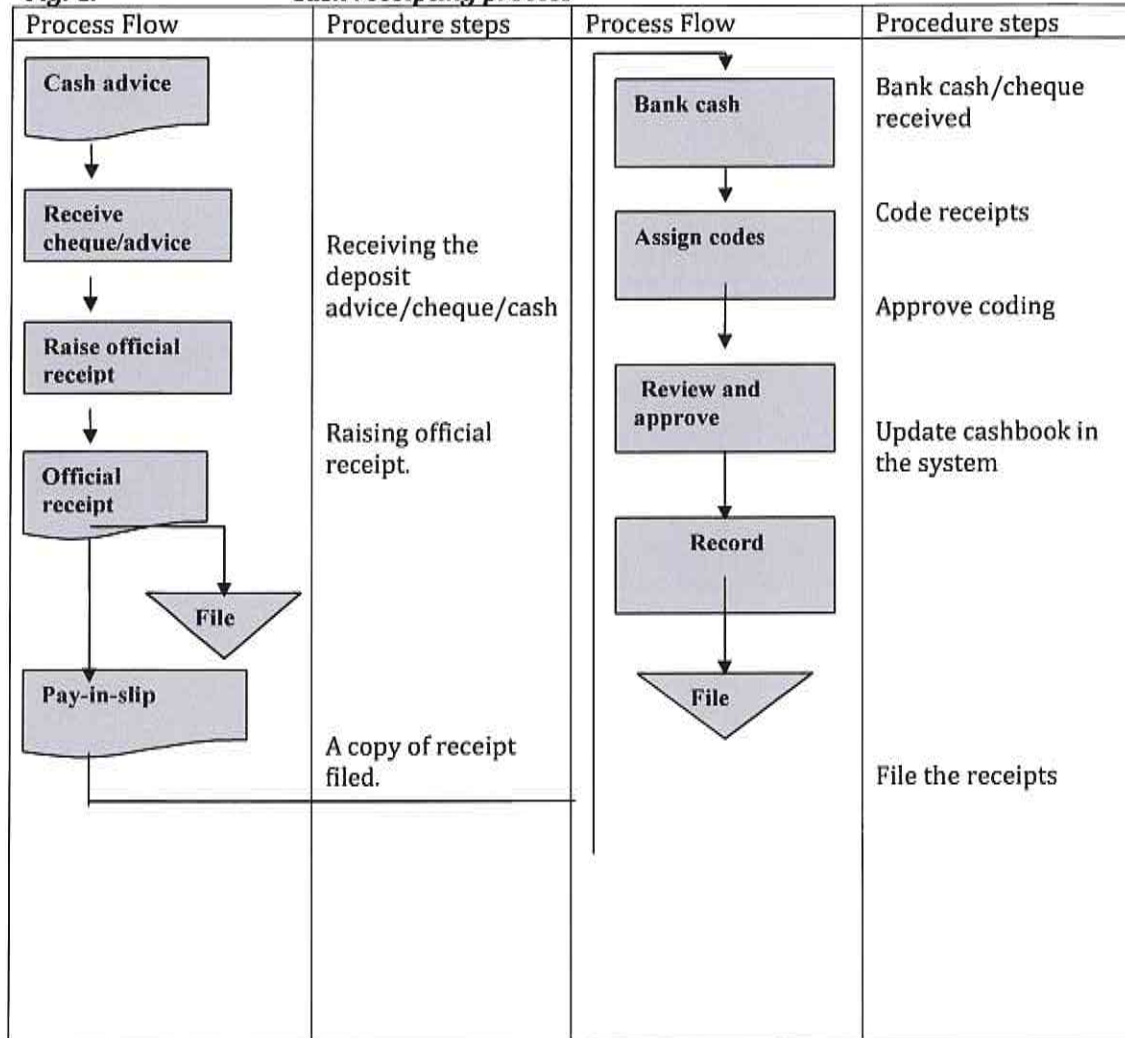 Process Flow
Procedure steps
Process Flow
Procedure steps
Cash advice
Receive
cheque/advice
Raise official
receipt
Official
receipt
File
Pay-in-slip
Receiving the
deposit
advice/cheque/cash
Raising official
receipt.
A copy of receipt
filed.
Bank cash
Assign codes
Review and
approve
Record
File
Bank cash/cheque
received
Code receipts
Approve coding
Update cashbook in
the system
File the receipts